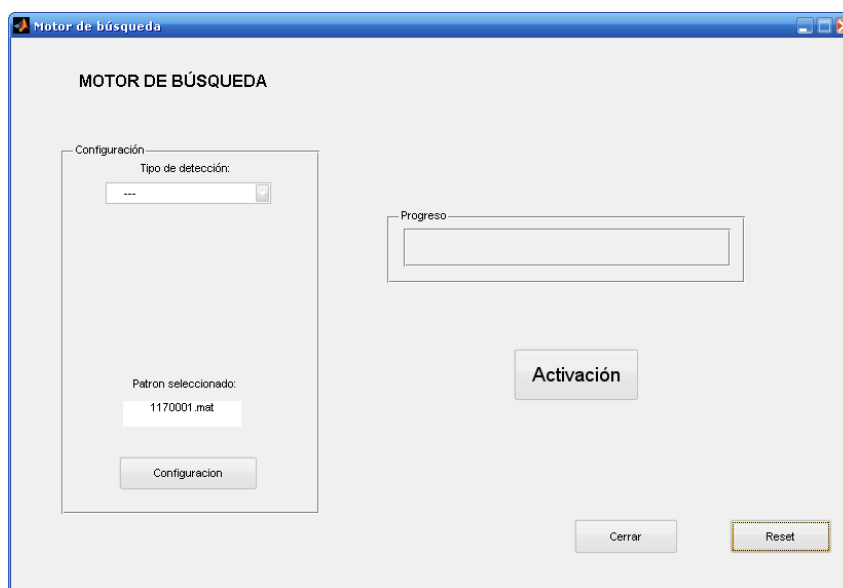 Motor de búsqueda
MOTOR DE BÚSQUEDA
Configuración
Tipo de detección:
---
Progreso
Activación
Patron seleccionado:
1170001.mat
Configuracion
Cerrar
Reset